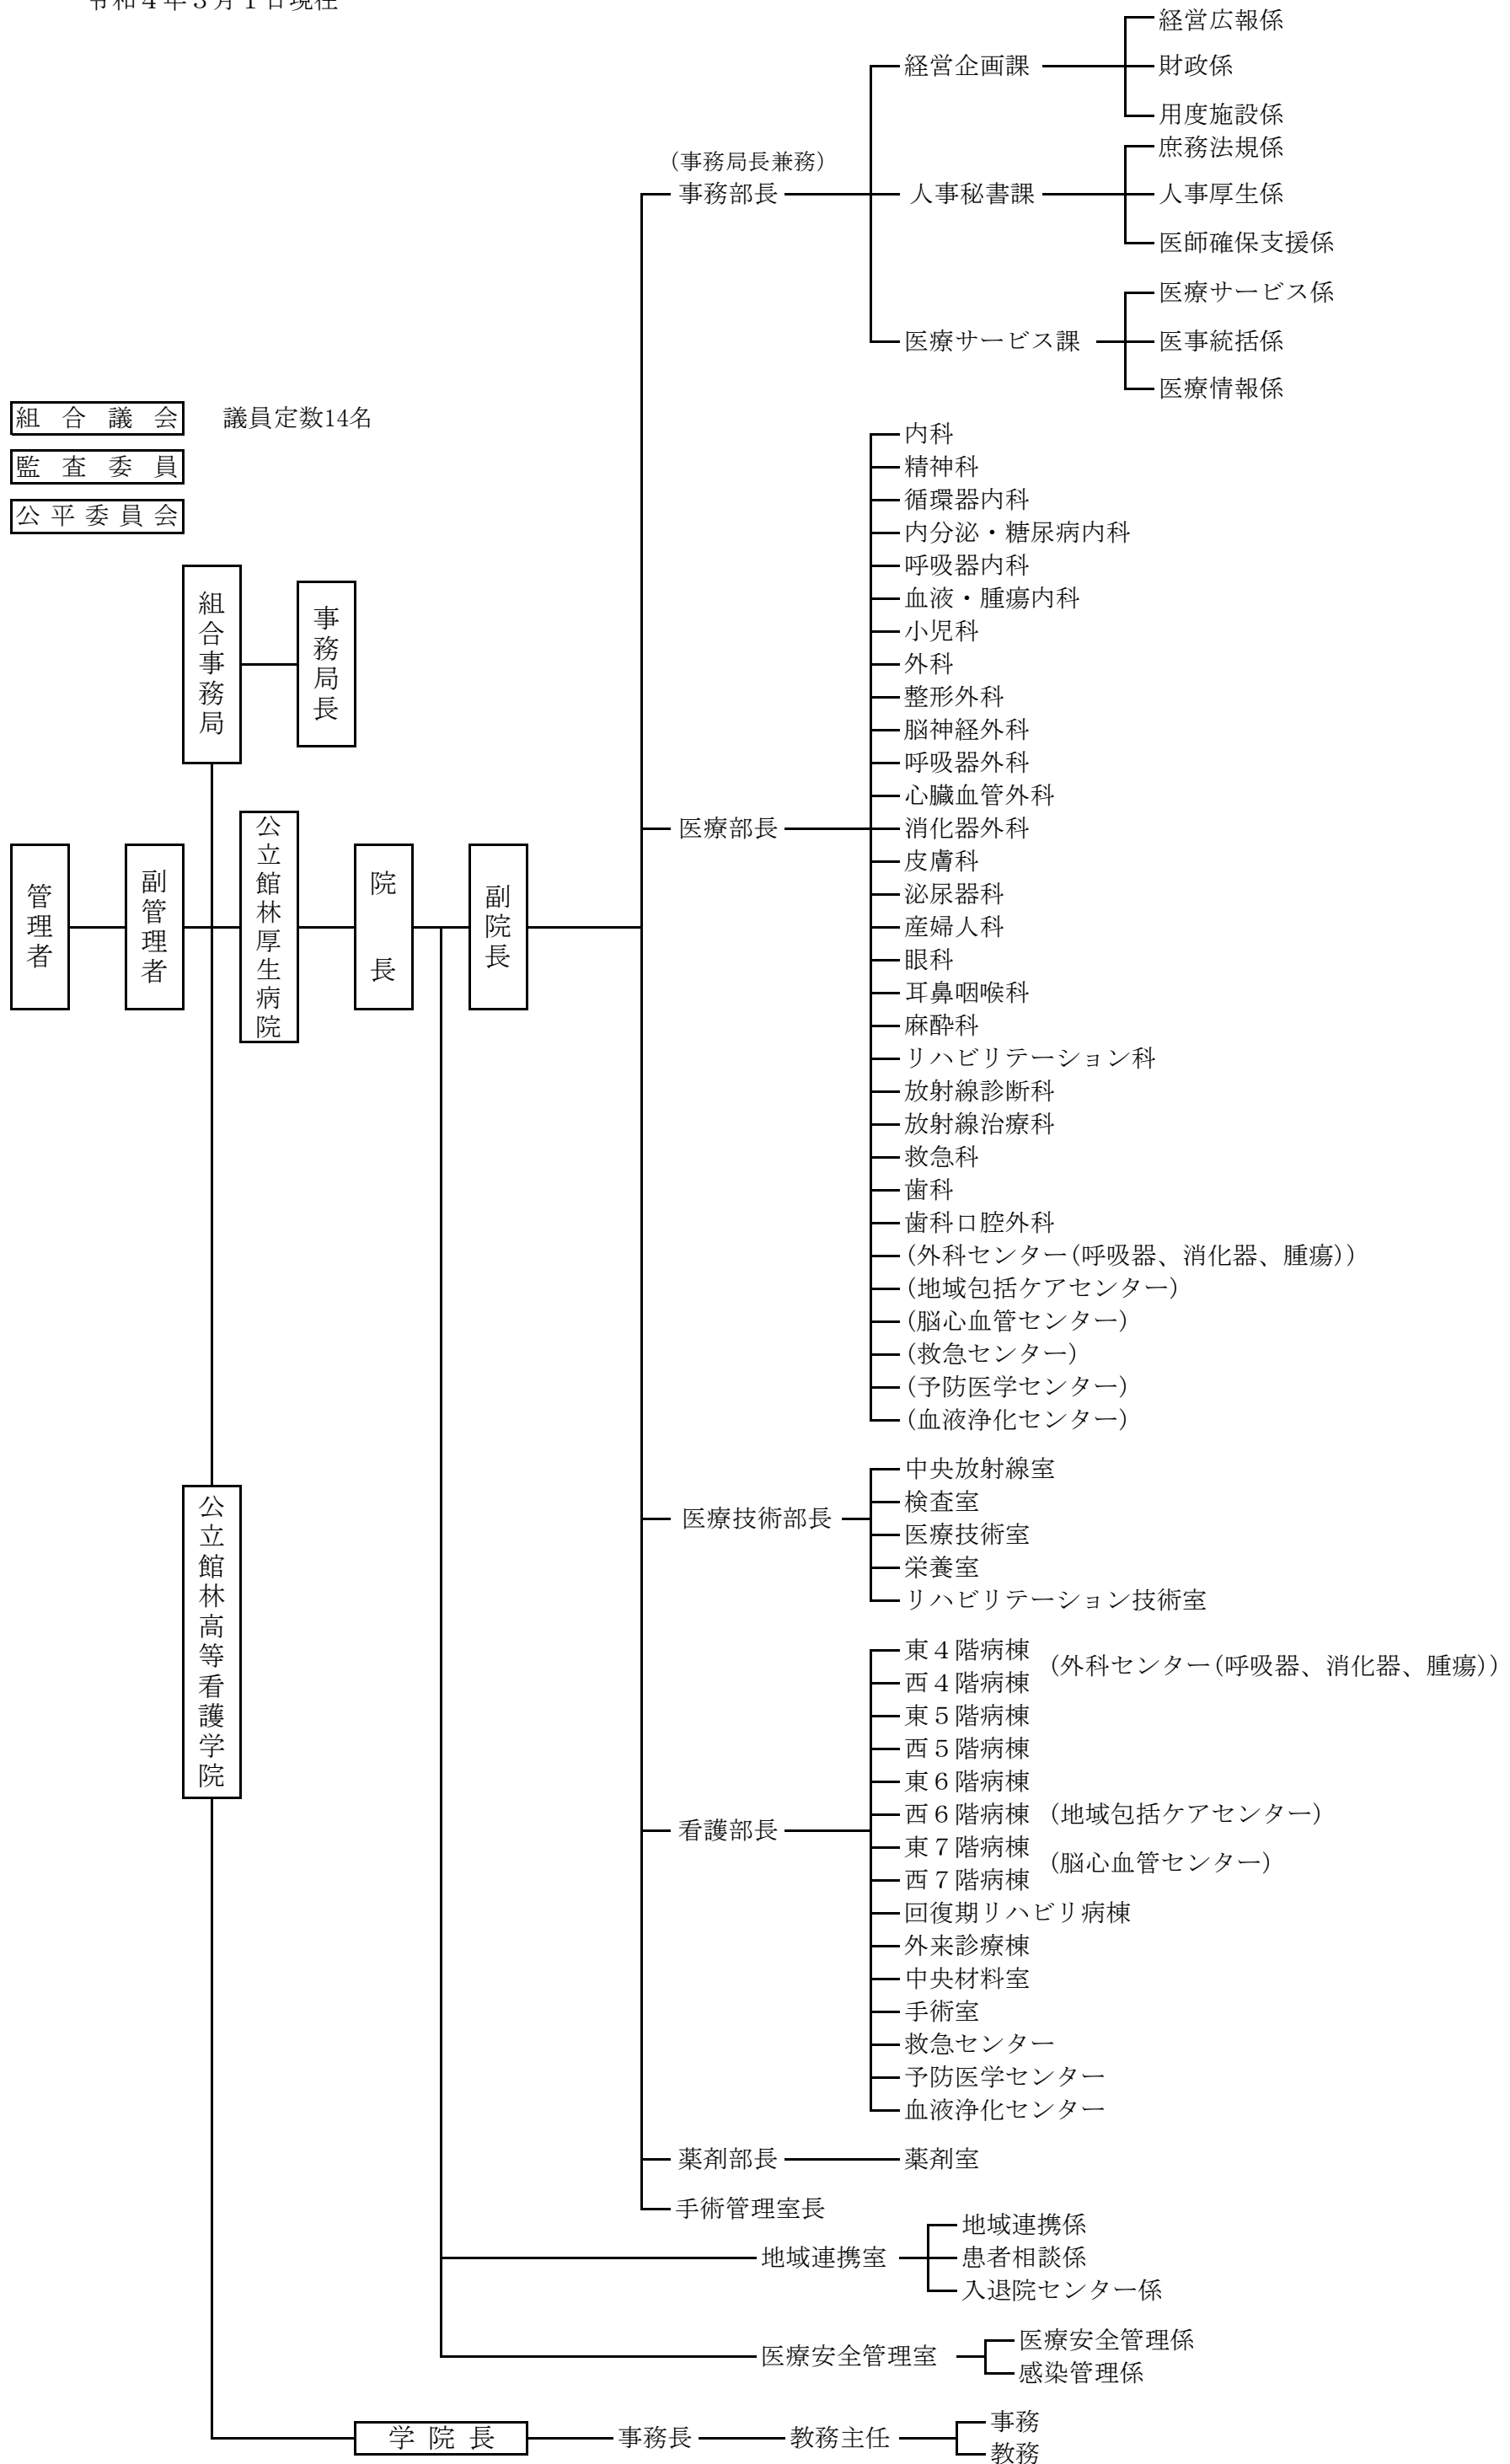 令和４年３月１日現在
経営広報係
経営企画課
財政係
用度施設係
(事務局長兼務)
庶務法規係
事務部長
人事秘書課
人事厚生係
医師確保支援係
医療サービス係
医療サービス課
医事統括係
医療情報係
組合議会 議員定数14名
監査委員
公平委員会
組合事務局
事務局長
管理者
副管理者
公立館林厚生病院
院長
副院長
医療部長
内科
精神科
循環器内科
内分泌・糖尿病内科
呼吸器内科
血液・腫瘍内科
小児科
外科
整形外科
脳神経外科
呼吸器外科
心臓血管外科
消化器外科
皮膚科
泌尿器科
産婦人科
眼科
耳鼻咽喉科
麻酔科
リハビリテーション科
放射線診断科
放射線治療科
救急科
歯科
歯科口腔外科
(外科センター(呼吸器、消化器、腫瘍))
(地域包括ケアセンター)
(脳心血管センター)
(救急センター)
(予防医学センター)
(血液浄化センター)
医療技術部長
中央放射線室
検査室
医療技術室
栄養室
リハビリテーション技術室
公立館林高等看護学院
看護部長
東４階病棟
(外科センター(呼吸器、消化器、腫瘍))
西４階病棟
東５階病棟
西５階病棟
東６階病棟
西６階病棟 (地域包括ケアセンター)
東７階病棟
(脳心血管センター)
西７階病棟
回復期リハビリ病棟
外来診療棟
中央材料室
手術室
救急センター
予防医学センター
血液浄化センター
薬剤部長
薬剤室
手術管理室長
地域連携室
地域連携係
患者相談係
入退院センター係
医療安全管理室
医療安全管理係
感染管理係
学院長
事務長
教務主任
事務
教務